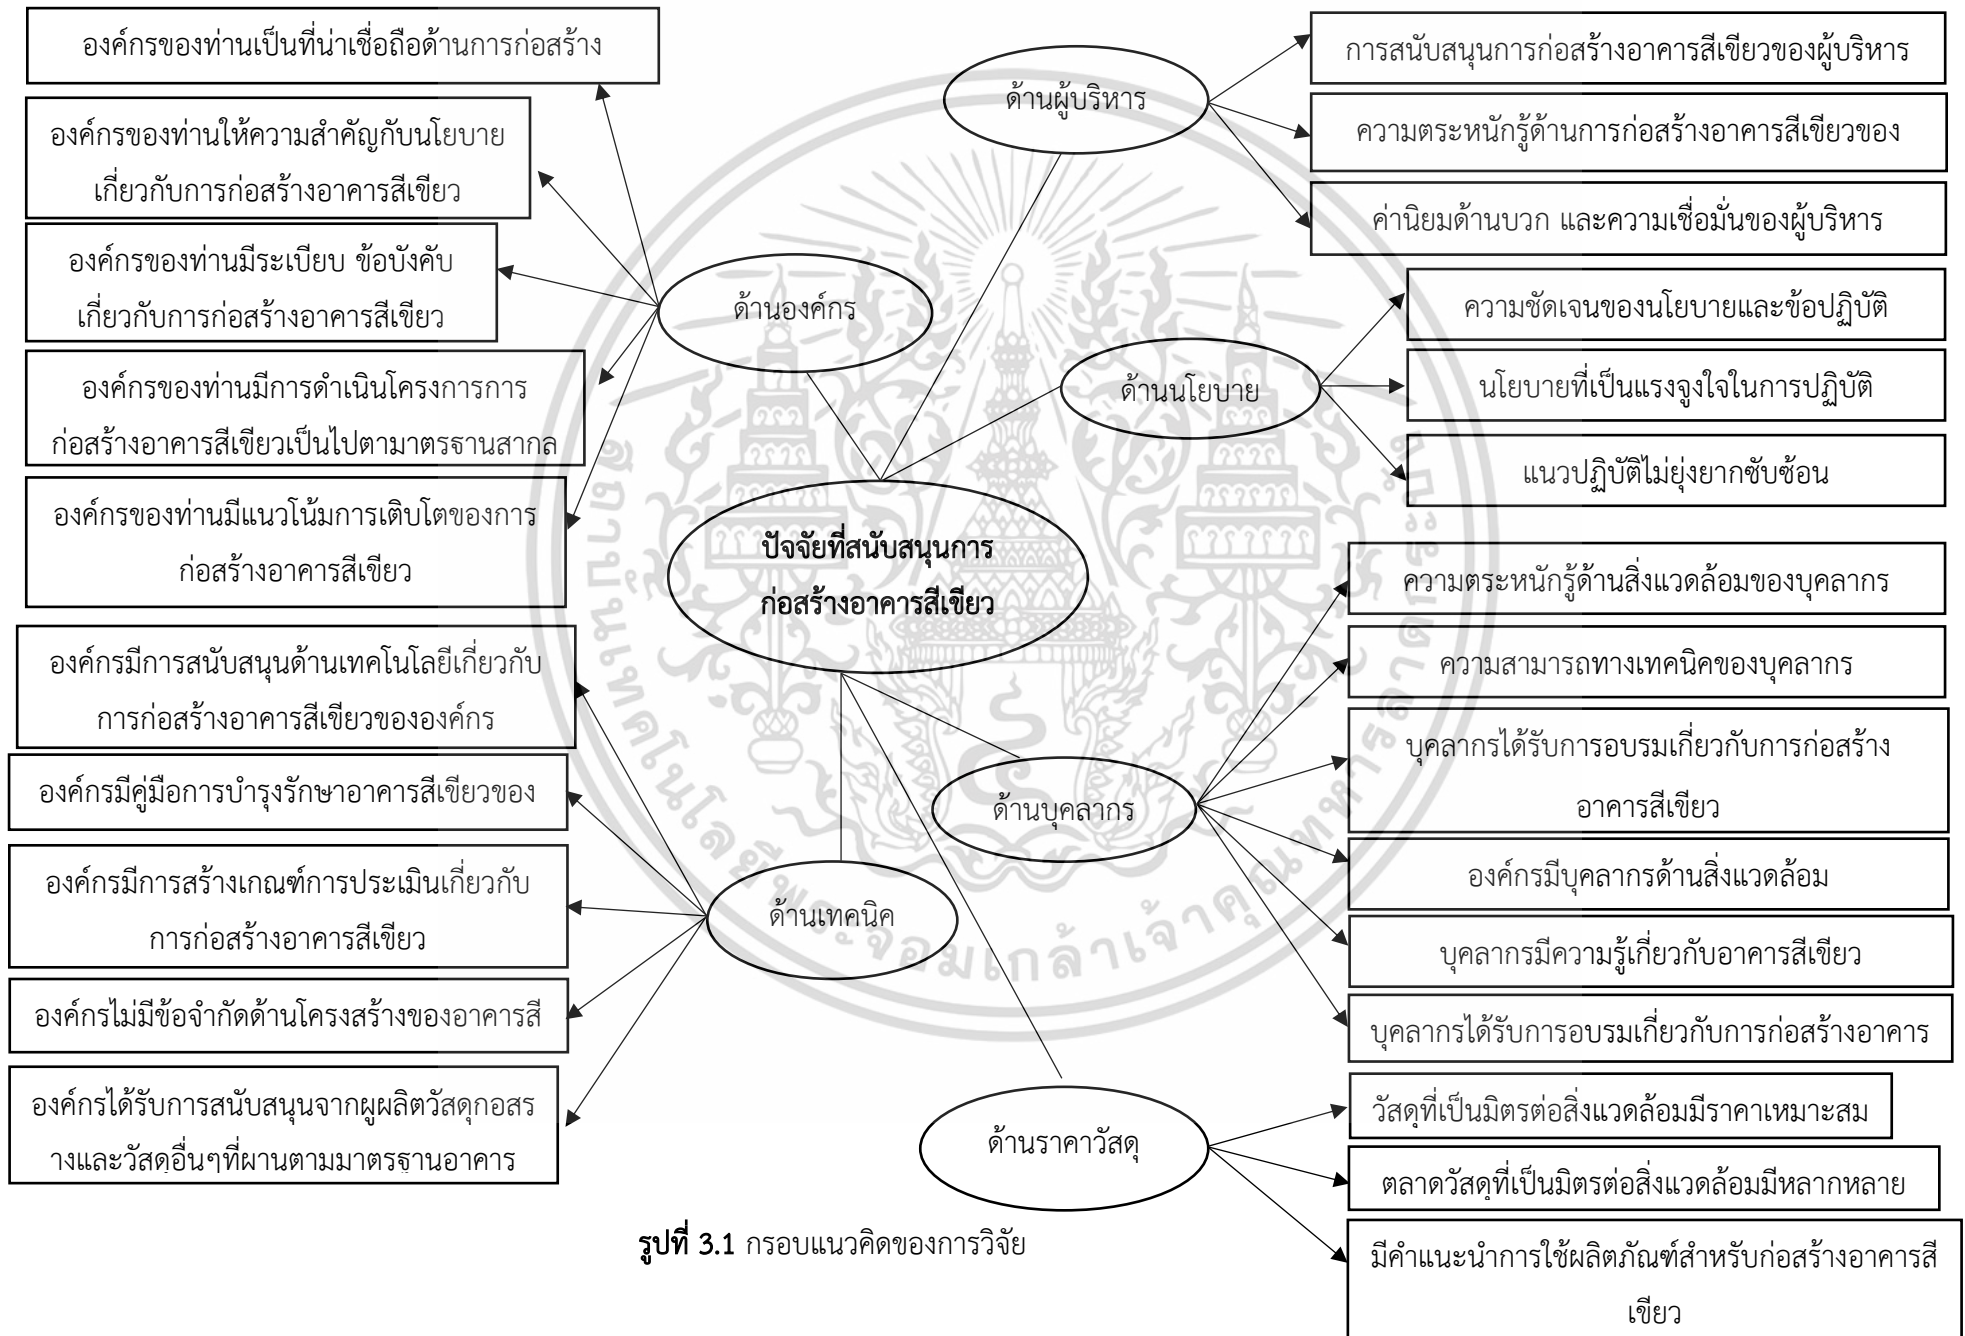 องค์กรของท่านเป็นที่น่าเชื่อถือด้านการก่อสร้าง
องค์กรของท่านให้ความสำคัญกับนโยบาย
เกี่ยวกับการก่อสร้างอาคารสีเขียว
องค์กรของท่านมีระเบียบ ข้อบังคับ
เกี่ยวกับการก่อสร้างอาคารสีเขียว
องค์กรของท่านมีการดำเนินโครงการการ
ก่อสร้างอาคารสีเขียวเป็นไปตามาตรฐานสากล
องค์กรของท่านมีแนวโน้มการเติบโตของการ
ก่อสร้างอาคารสีเขียว
องค์กรมีการสนับสนุนด้านเทคโนโลยีเกี่ยวกับ
การก่อสร้างอาคารสีเขียวขององค์กร
องค์กรมีคู่มือการบำรุงรักษาอาคารสีเขียวของ
องค์กรมีการสร้างเกณฑ์การประเมินเกี่ยวกับ
การก่อสร้างอาคารสีเขียว
องค์กรไม่มีข้อจำกัดด้านโครงสร้างของอาคารสี
องค์กรได้รับการสนับสนุนจากผูผลิตวัสดุกอสร
างและวัสดุอื่นๆที่ผานตามมาตรฐานอาคาร
ด้านองค์กร
ด้านผู้บริหาร
ด้านนโยบาย
ปัจจัยที่สนับสนุนการ
ก่อสร้างอาคารสีเขียว
ด้านบุคลากร
ด้านเทคนิค
ด้านราคาวัสดุ
การสนับสนุนการก่อสร้างอาคารสีเขียวของผู้บริหาร
ความตระหนักรู้ด้านการก่อสร้างอาคารสีเขียวของ
ค่านิยมด้านบวก และความเชื่อมั่นของผู้บริหาร
ความชัดเจนของนโยบายและข้อปฏิบัติ
นโยบายที่เป็นแรงจูงใจในการปฏิบัติ
แนวปฏิบัติไม่ยุ่งยากซับซ้อน
ความตระหนักรู้ด้านสิ่งแวดล้อมของบุคลากร
ความสามารถทางเทคนิคของบุคลากร
บุคลากรได้รับการอบรมเกี่ยวกับการก่อสร้าง
อาคารสีเขียว
องค์กรมีบุคลากรด้านสิ่งแวดล้อม
บุคลากรมีความรู้เกี่ยวกับอาคารสีเขียว
บุคลากรได้รับการอบรมเกี่ยวกับการก่อสร้างอาคาร
วัสดุที่เป็นมิตรต่อสิ่งแวดล้อมมีราคาเหมาะสม
ตลาดวัสดุที่เป็นมิตรต่อสิ่งแวดล้อมมีหลากหลาย
มีคำแนะนำการใช้ผลิตภัณฑ์สำหรับก่อสร้างอาคารสี
เขียว
สถาบันเทคโนโลยีพระจอมเกล้าเจ้าคุณทหารลาดกระบัง
รูปที่ 3.1 กรอบแนวคิดของการวิจัย